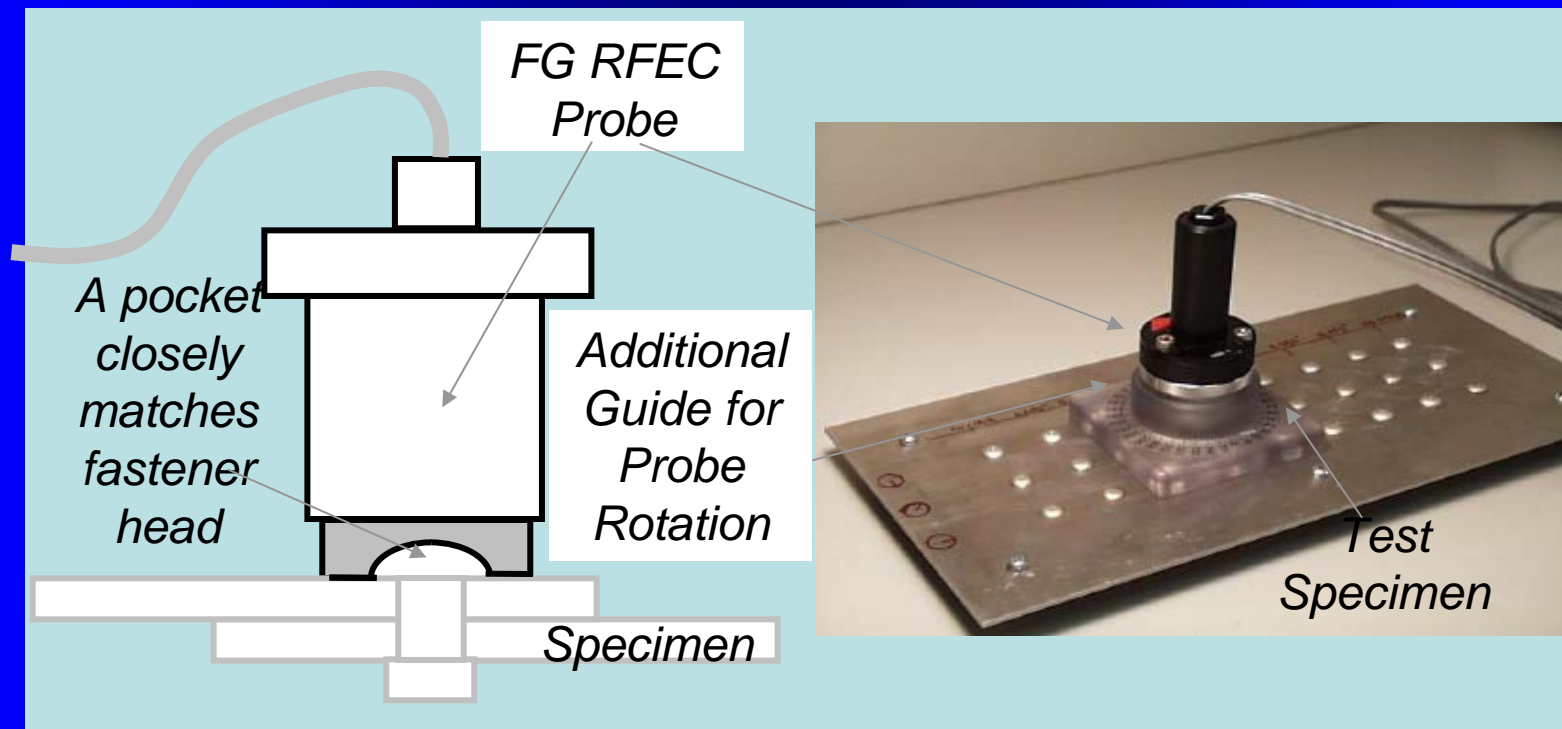 FG RFEC
Probe
A pocket
closely
matches
fastener
head
Additional
Guide for
Probe
Rotation
Specimen
Test
Specimen